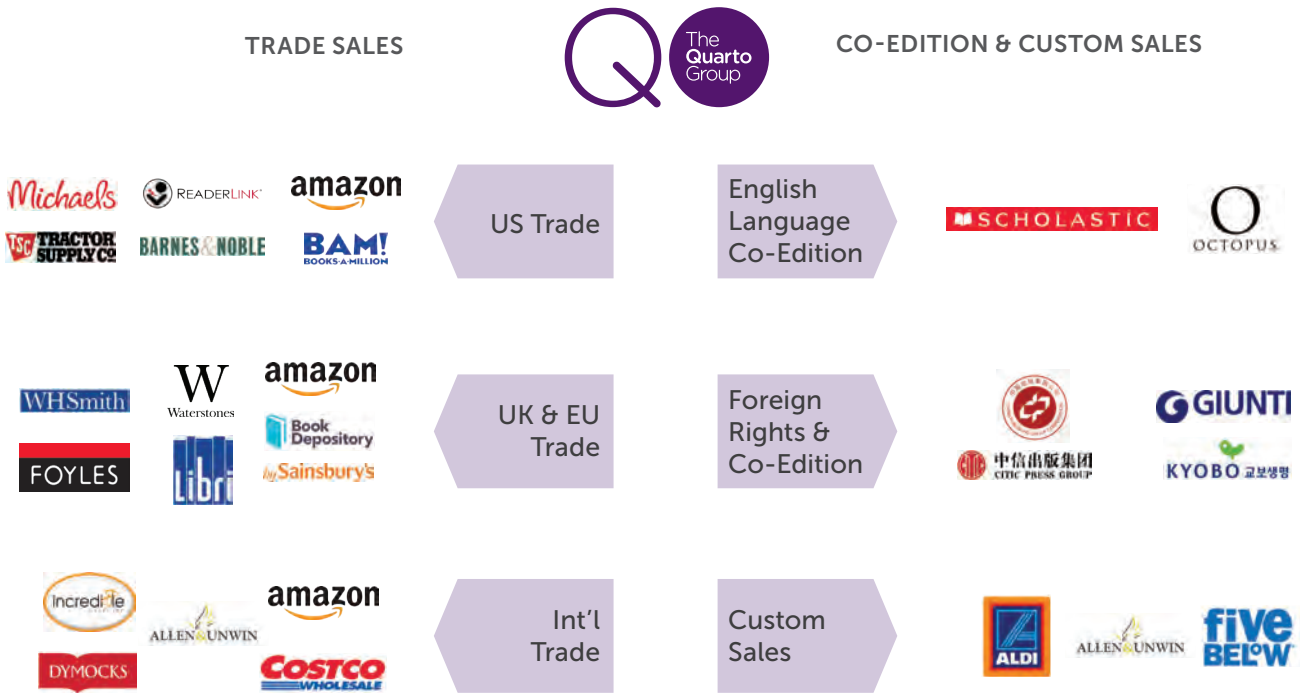 TRADE SALES
The
Quarto
Group
CO-EDITION & CUSTOM SALES
Michaels
READERLINK
amazon
TSC TRACTOR
SUPPLY CO
BARNES & NOBLE
BAM!
BOOKS-A-MILLION
US Trade
English
Language
Co-Edition
SCHOLASTIC
OCTOPUS
WHSmith
W
Waterstones
amazon
Book
Depository
Sainsbury's
FOYLES
Libri
UK & EU
Trade
Foreign
Rights &
Co-Edition
GIUNTI
中信出版集团
CITIC PRESS GROUP
KYOBO 교보생명
Incredible
ALLEN & UNWIN
amazon
DYMOCKS
COSTCO
WHOLESALE
Int'l
Trade
Custom
Sales
ALDI
ALLEN & UNWIN
five
BELOW